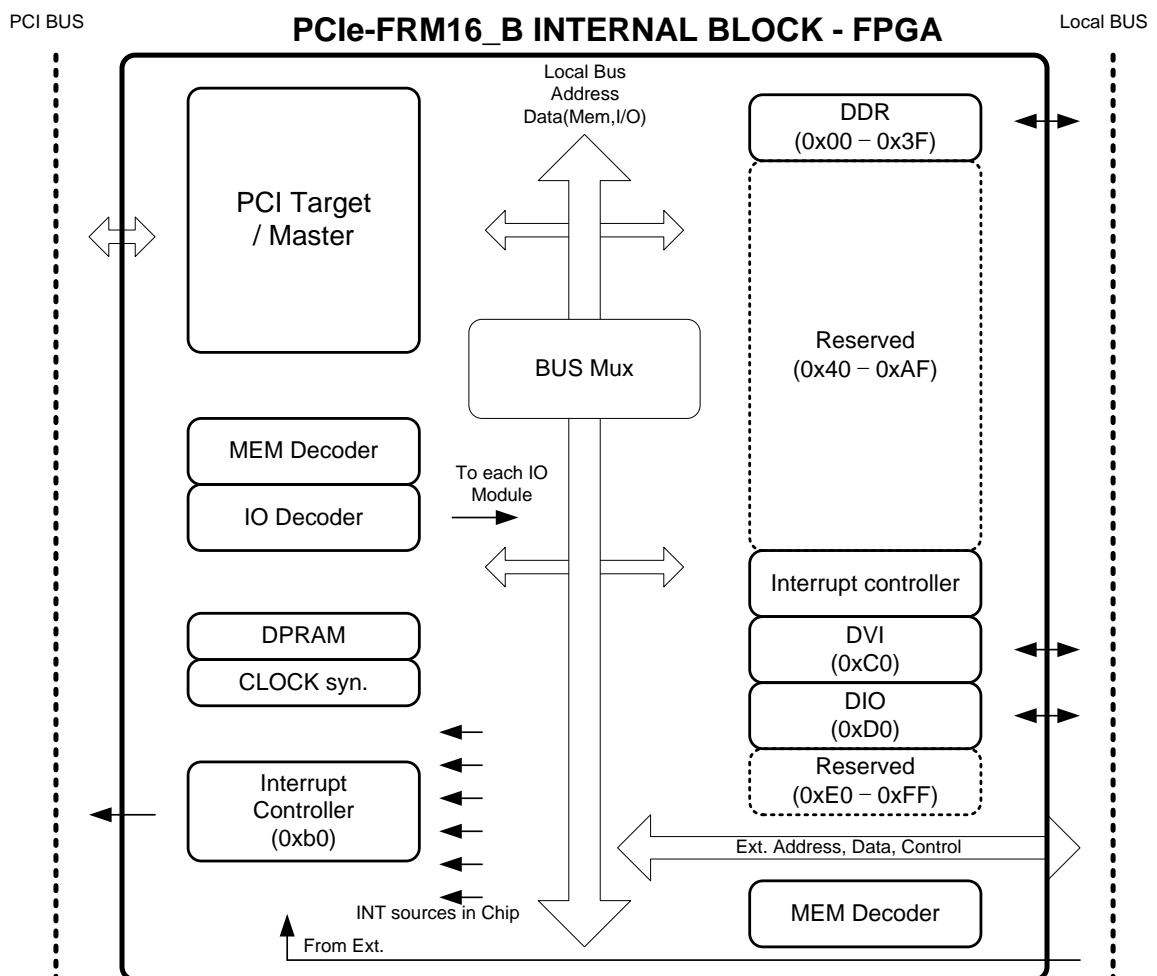 PCI BUS
PCIe-FRM16_B INTERNAL BLOCK - FPGA
Local BUS
Local Bus
Address
Data(Mem,I/O)
DDR
(0x00 – 0x3F)
PCI Target
/ Master
BUS Mux
Reserved
(0x40 – 0xAF)
MEM Decoder
IO Decoder
To each IO
Module
Interrupt controller
DPRAM
CLOCK syn.
DVI
(0xC0)
DIO
(0xD0)
Reserved
(0xE0 – 0xFF)
Interrupt
Controller
(0xb0)
Ext. Address, Data, Control
INT sources in Chip
MEM Decoder
From Ext.